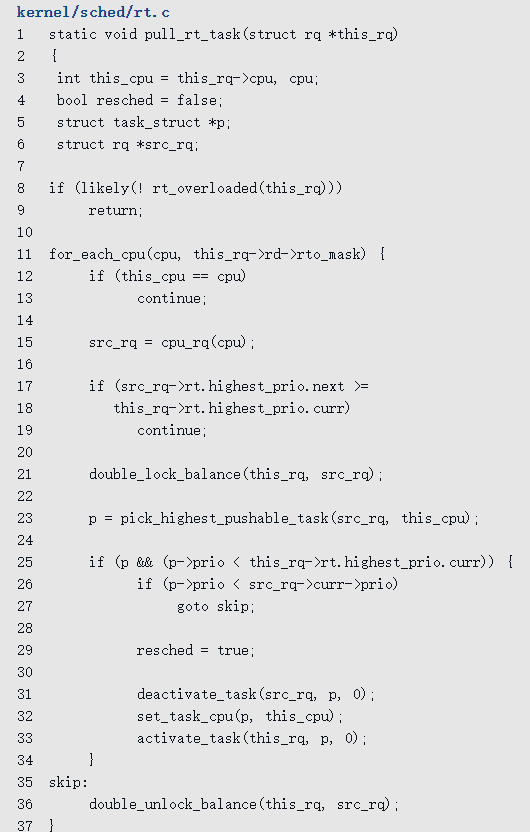 kernel/sched/rt.c
1 static void pull_rt_task(struct rq *this_rq)
2 {
3 int this_cpu = this_rq->cpu, cpu;
4 bool resched = false;
5 struct task_struct *p;
6 struct rq *src_rq;
7
8 if (likely(! rt_overloaded(this_rq)))
9 return;
10
11 for_each_cpu(cpu, this_rq->rd->rto_mask) {
12 if (this_cpu == cpu)
13 continue;
14
15 src_rq = cpu_rq(cpu);
16
17 if (src_rq->rt.highest_prio.next >=
18 this_rq->rt.highest_prio.curr)
19 continue;
20
21 double_lock_balance(this_rq, src_rq);
22
23 p = pick_highest_pushable_task(src_rq, this_cpu);
24
25 if (p && (p->prio < this_rq->rt.highest_prio.curr)) {
26 if (p->prio < src_rq->curr->prio)
27 goto skip;
28
29 resched = true;
30
31 deactivate_task(src_rq, p, 0);
32 set_task_cpu(p, this_cpu);
33 activate_task(this_rq, p, 0);
34 }
35 skip:
36 double_unlock_balance(this_rq, src_rq);
37 }